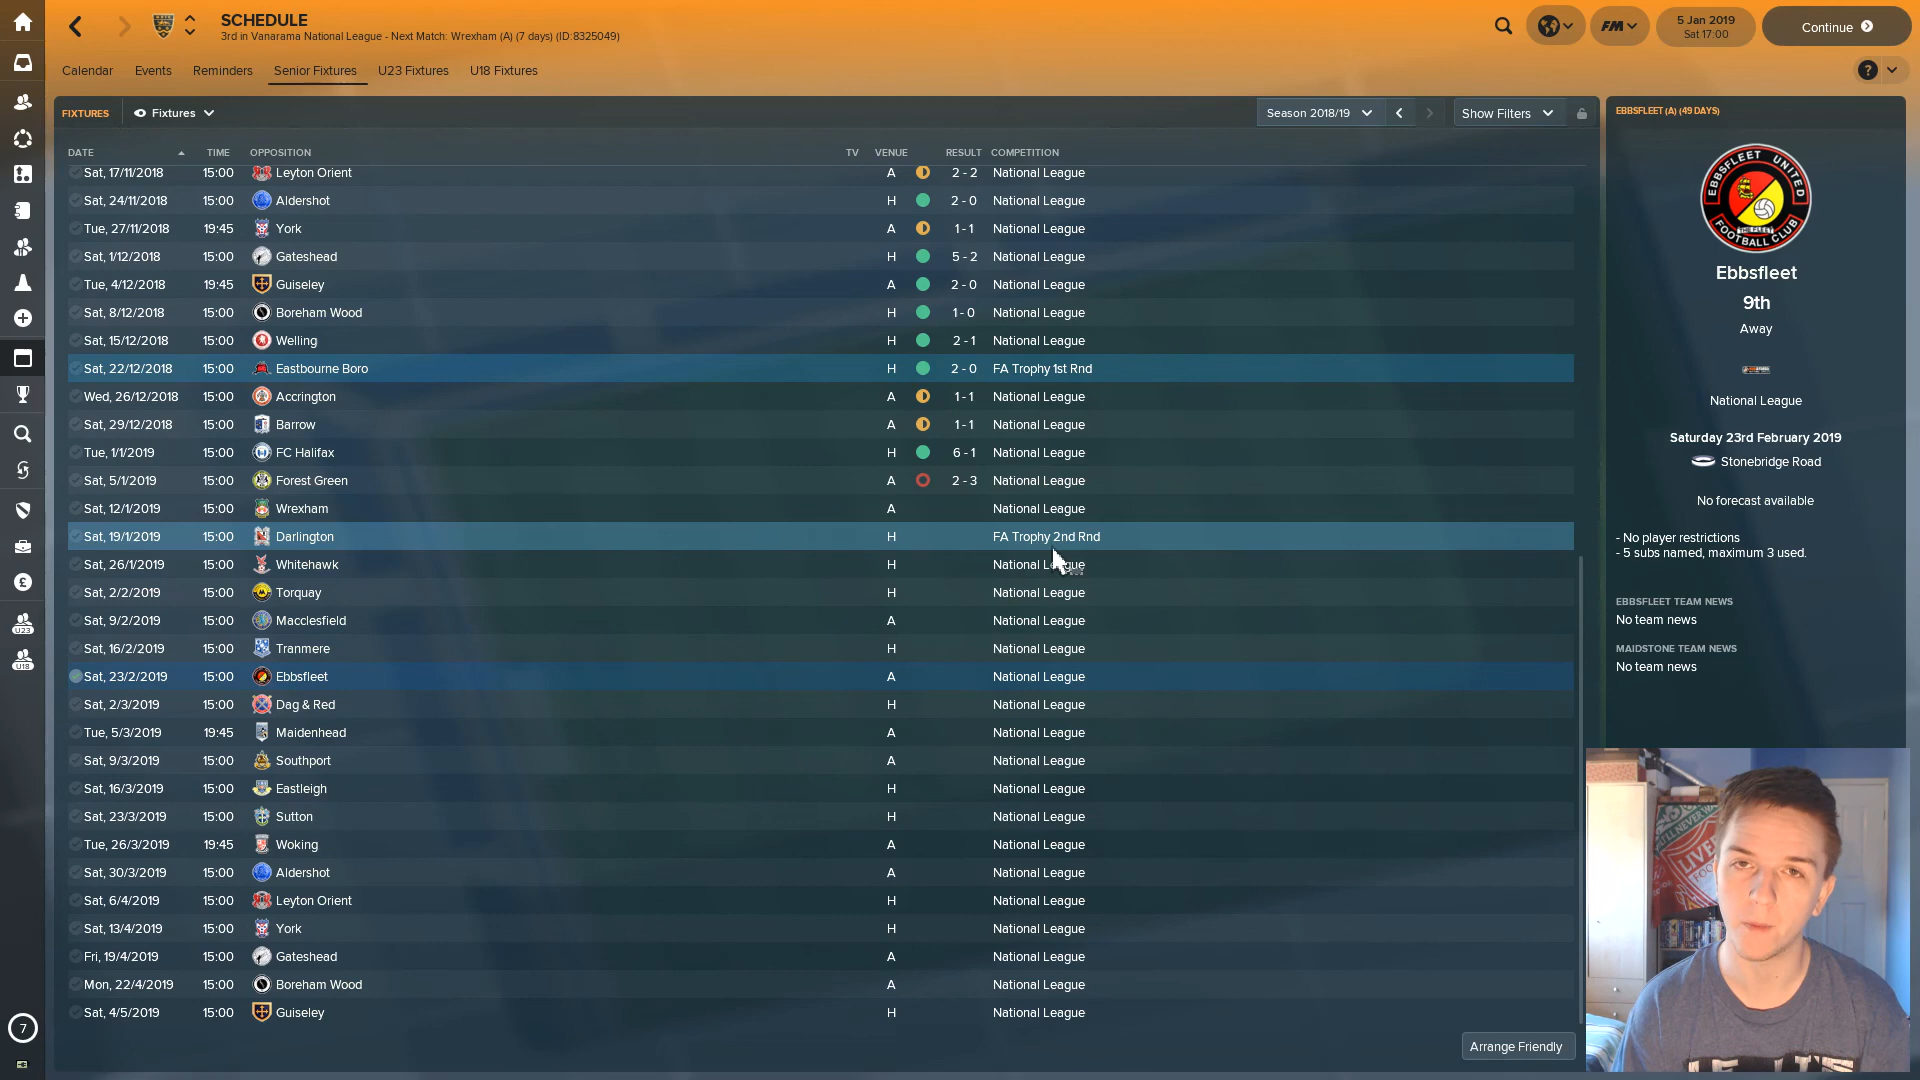 SCHEDULE
3rd in Vanarama National League - Next Match: Wrexham (A) (7 days) (ID:8325049)
FM
5 Jan 2019
Sat 17:00
Continue
Calendar Events Reminders Senior Fixtures U23 Fixtures U18 Fixtures
?
FIXTURES Fixtures Season 2018/19 Show Filters
DATE TIME OPPOSITION TV VENUE RESULT COMPETITION
Sat, 17/11/2018 15:00 Leyton Orient A 2 - 2 National League
Sat, 24/11/2018 15:00 Aldershot H 2 - 0 National League
Tue, 27/11/2018 19:45 York A 1 - 1 National League
Sat, 1/12/2018 15:00 Gateshead H 5 - 2 National League
Tue, 4/12/2018 19:45 Guiseley A 2 - 0 National League
Sat, 8/12/2018 15:00 Boreham Wood H 1 - 0 National League
Sat, 15/12/2018 15:00 Welling H 2 - 1 National League
Sat, 22/12/2018 15:00 Eastbourne Boro H 2 - 0 FA Trophy 1st Rnd
Wed, 26/12/2018 15:00 Accrington A 1 - 1 National League
Sat, 29/12/2018 15:00 Barrow A 1 - 1 National League
Tue, 1/1/2019 15:00 FC Halifax H 6 - 1 National League
Sat, 5/1/2019 15:00 Forest Green A 2 - 3 National League
Sat, 12/1/2019 15:00 Wrexham A National League
Sat, 19/1/2019 15:00 Darlington H FA Trophy 2nd Rnd
Sat, 26/1/2019 15:00 Whitehawk H National League
Sat, 2/2/2019 15:00 Torquay H National League
Sat, 9/2/2019 15:00 Macclesfield A National League
Sat, 16/2/2019 15:00 Tranmere H National League
Sat, 23/2/2019 15:00 Ebbsfleet A National League
Sat, 2/3/2019 15:00 Dag & Red H National League
Tue, 5/3/2019 19:45 Maidenhead A National League
Sat, 9/3/2019 15:00 Southport A National League
Sat, 16/3/2019 15:00 Eastleigh H National League
Sat, 23/3/2019 15:00 Sutton H National League
Tue, 26/3/2019 19:45 Woking A National League
Sat, 30/3/2019 15:00 Aldershot A National League
Sat, 6/4/2019 15:00 Leyton Orient H National League
Sat, 13/4/2019 15:00 York H National League
Fri, 19/4/2019 15:00 Gateshead A National League
Mon, 22/4/2019 15:00 Boreham Wood A National League
Sat, 4/5/2019 15:00 Guiseley H National League
Arrange Friendly
EBBSFLEET (A) (49 DAYS)
EBBSFLEET UNITED
THE FLEET
FOOTBALL CLUB
Ebbsfleet
9th
Away
National League
Saturday 23rd February 2019
Stonebridge Road
No forecast available
- No player restrictions
- 5 subs named, maximum 3 used.
EBBSFLEET TEAM NEWS
No team news
MAIDSTONE TEAM NEWS
No team news
U23
U18
7